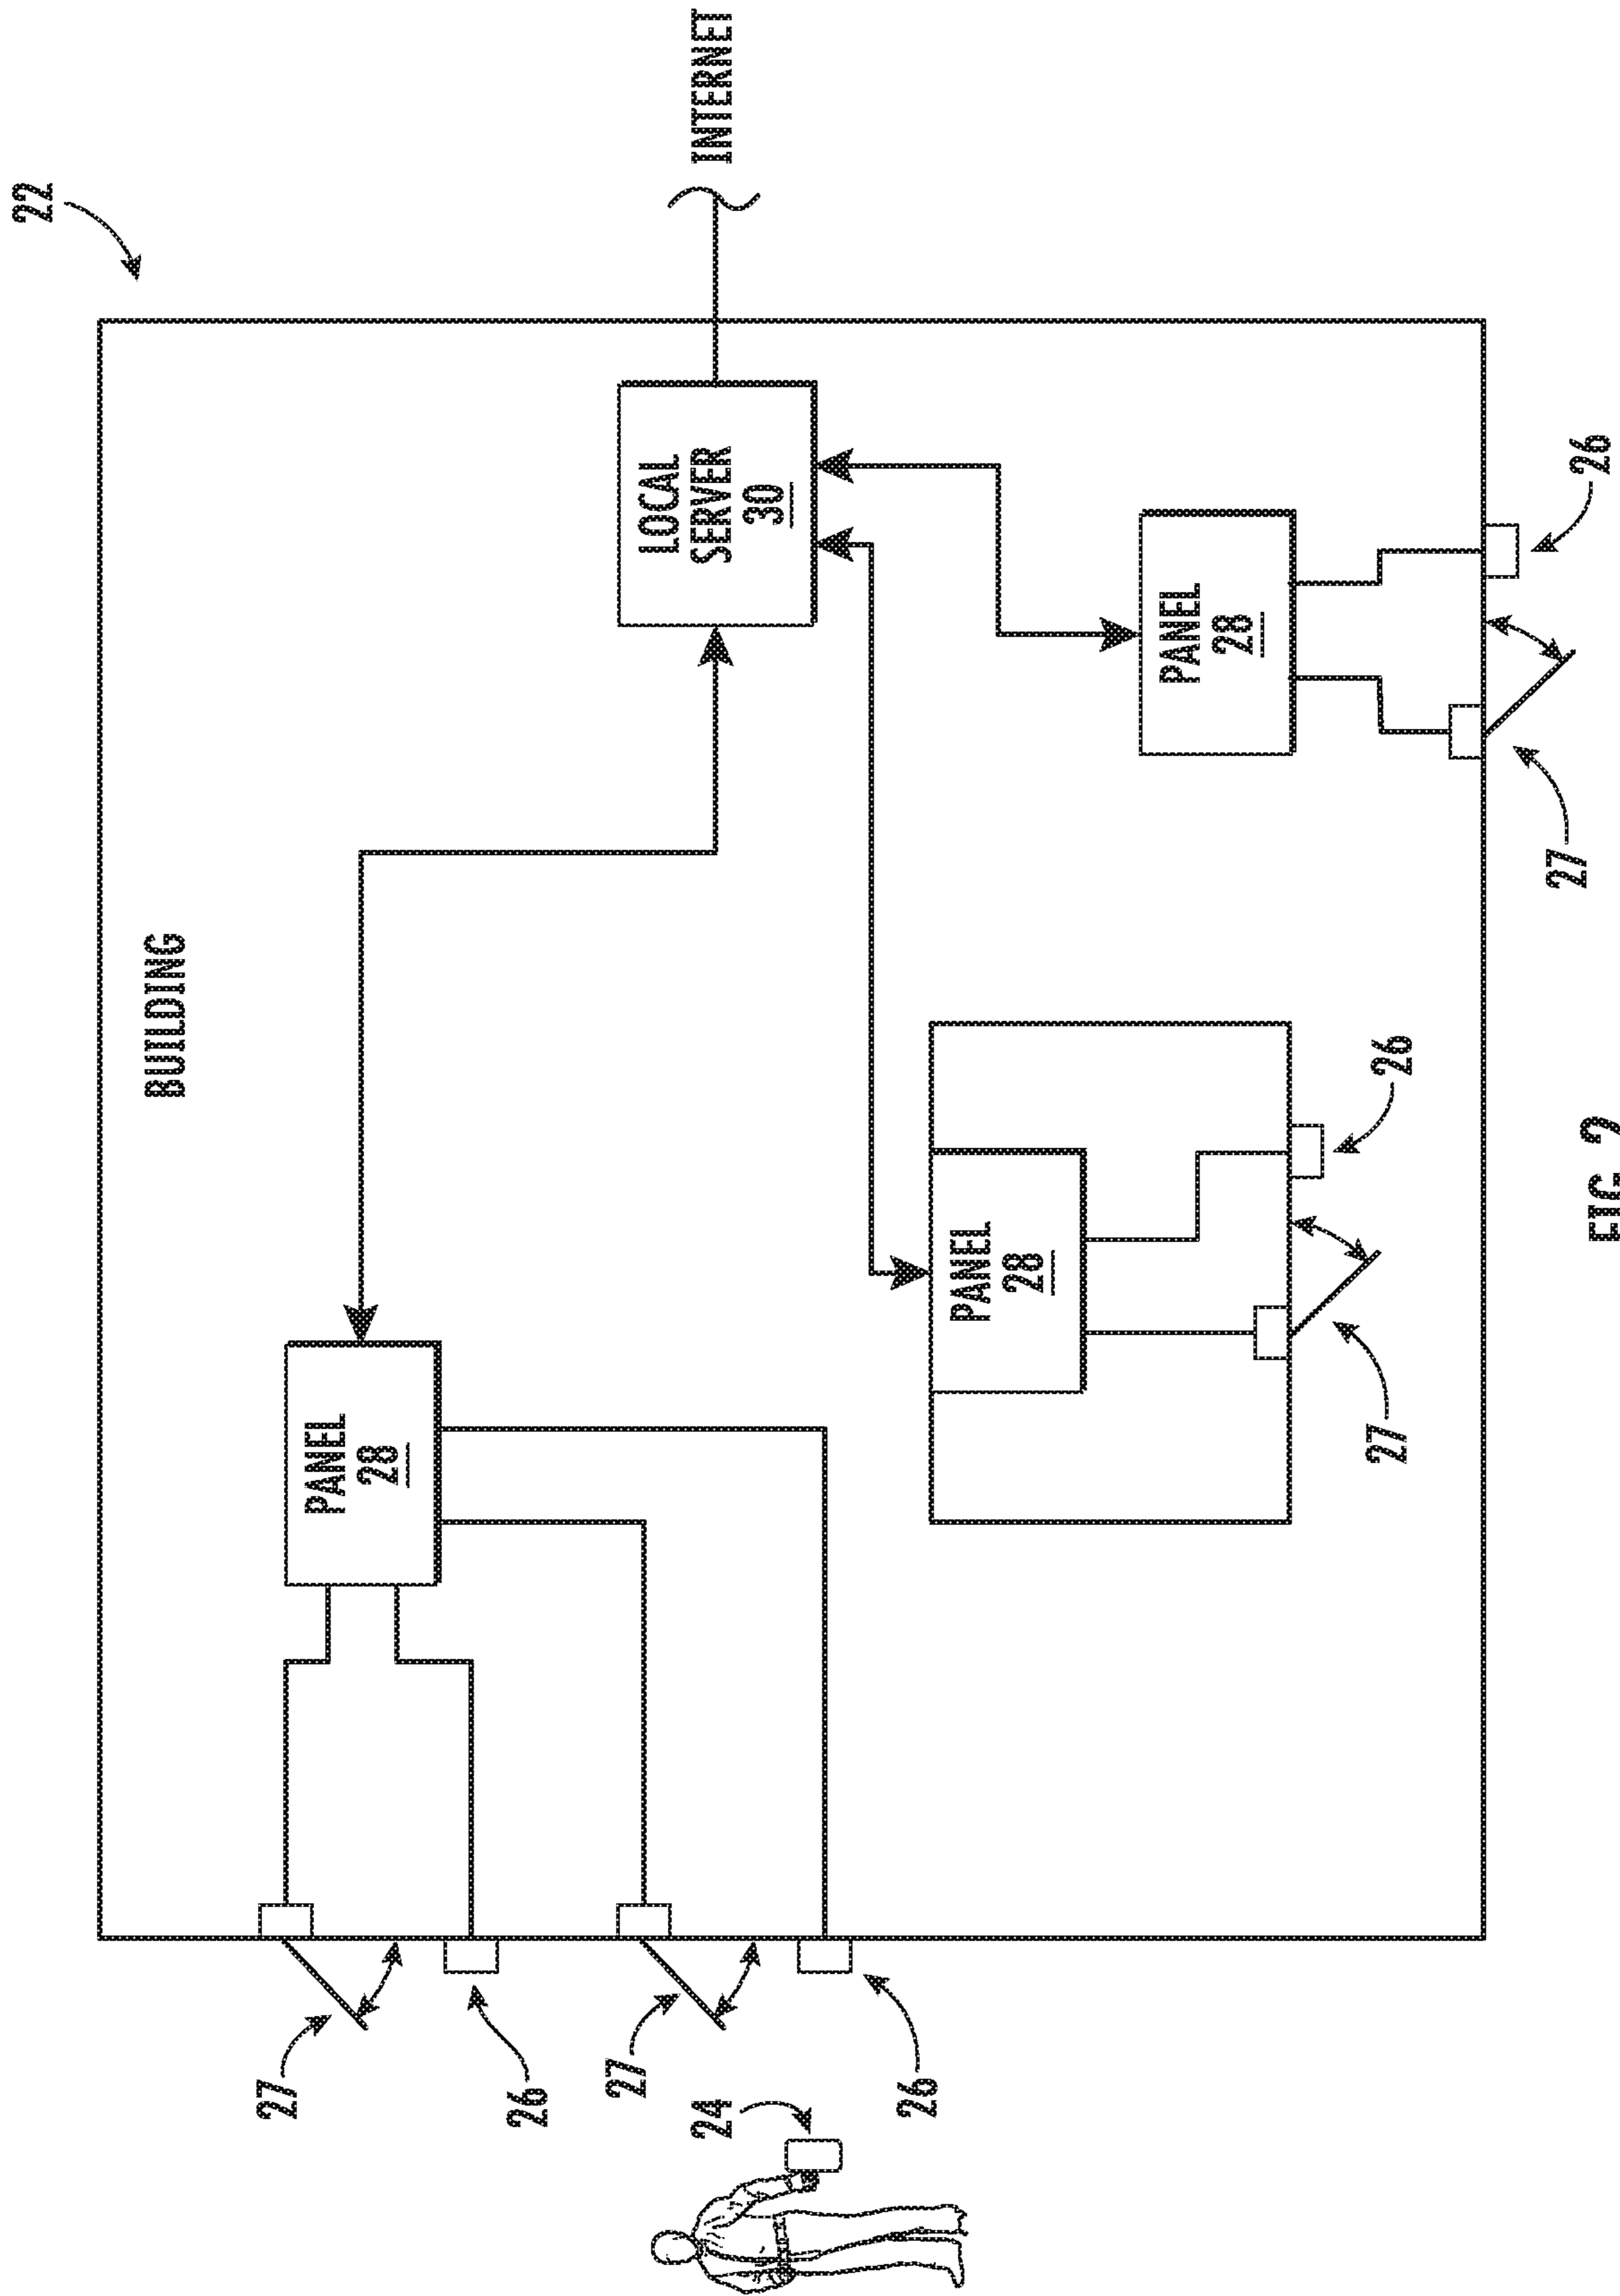 22
BUILDING
27
PANEL
28
26
27
LOCAL
SERVER
30
INTERNET
24
26
PANEL
28
PANEL
28
27
26
27
26
FIG. 2